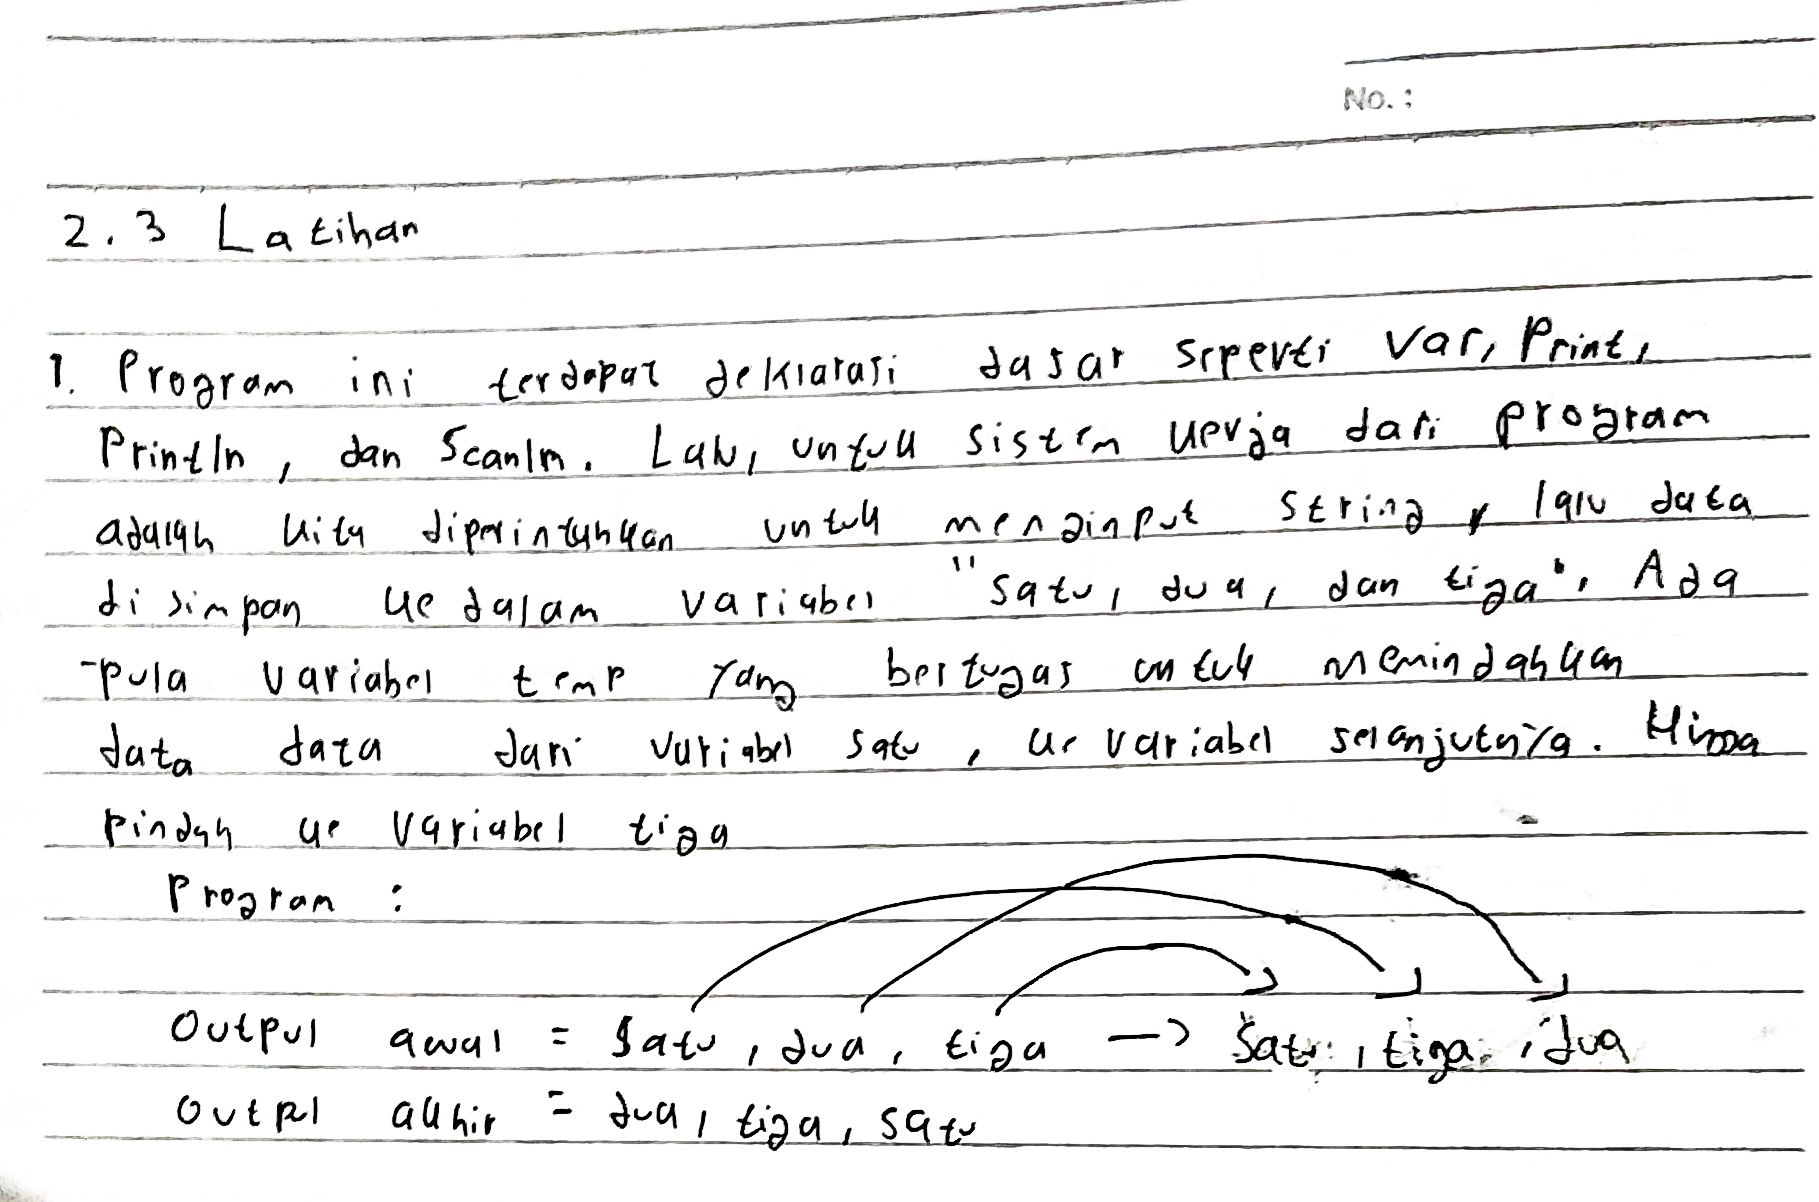 No. :
2.3 Latihan
1. Program ini terdapat deklarasi dasar seperti Var, Print,
Println, dan Scanln. Lalu, untuk sistem kerja dari program
adalah kita diperintahkan untuk menginput string, lalu data
disimpan ke dalam variabel "satu, dua, dan tiga". Ada
-pula variabel temp yang bertugas untuk memindahkan
data data dari variabel satu, ke variabel selanjutnya. Hingga
pindah ke variabel tiga
Program :
Output awal = satu, dua, tiga -> satu, tiga, dua
Output akhir = dua, tiga, satu